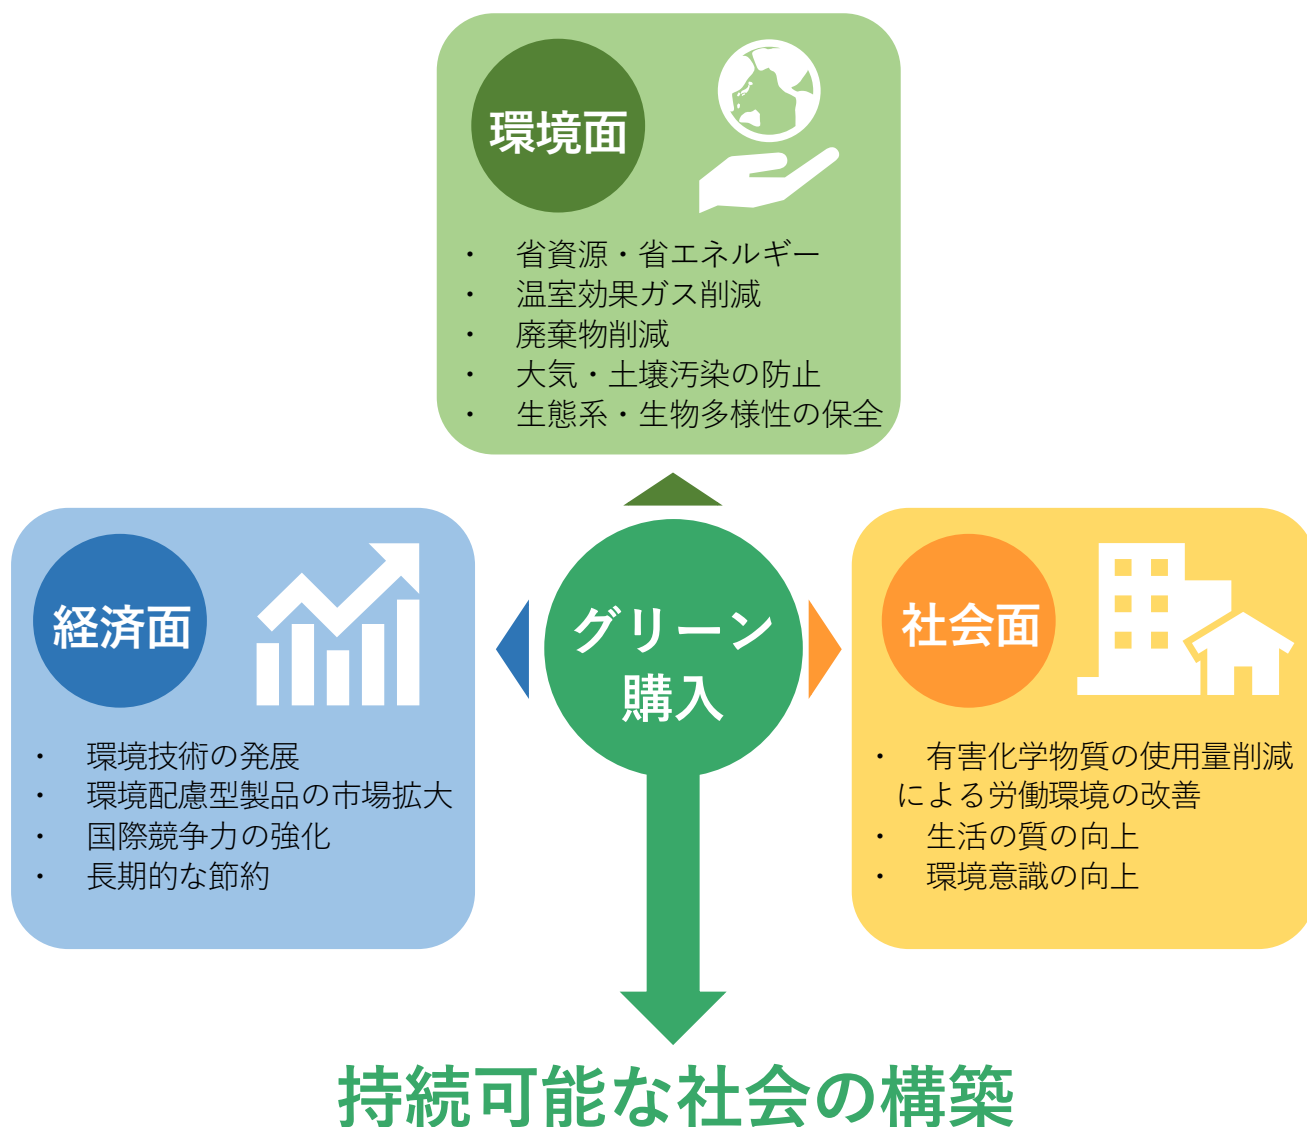 環境面
・ 省資源・省エネルギー
・ 温室効果ガス削減
・ 廃棄物削減
・ 大気・土壌汚染の防止
・ 生態系・生物多様性の保全
経済面
・ 環境技術の発展
・ 環境配慮型製品の市場拡大
・ 国際競争力の強化
・ 長期的な節約
グリーン
購入
社会面
・ 有害化学物質の使用量削減
による労働環境の改善
・ 生活の質の向上
・ 環境意識の向上
持続可能な社会の構築